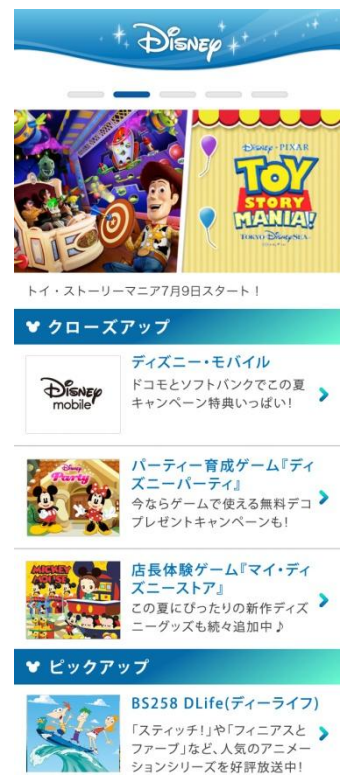 Disney
Disney・PIXAR
TOY
STORY
MANIA!
TOKYO DisneySEA
トイ・ストーリーマニア7月9日スタート！
クローズアップ
Disney
mobile
ディズニー・モバイル
ドコモとソフトバンクでこの夏
キャンペーン特典いっぱい!
Disney
Party
パーティー育成ゲーム『ディ
ズニーパーティ』
今ならゲームで使える無料デコ
プレゼントキャンペーンも!
MICKEY
MOUSE
店長体験ゲーム『マイ・ディ
ズニーストア』
この夏にぴったりの新作ディズ
ニーグッズも続々追加中♪
ピックアップ
BS258 DLife(ディーライフ)
「スティッチ!」や「フィニアスと
ファーブ」など、人気のアニメー
ションシリーズを好評放送中!